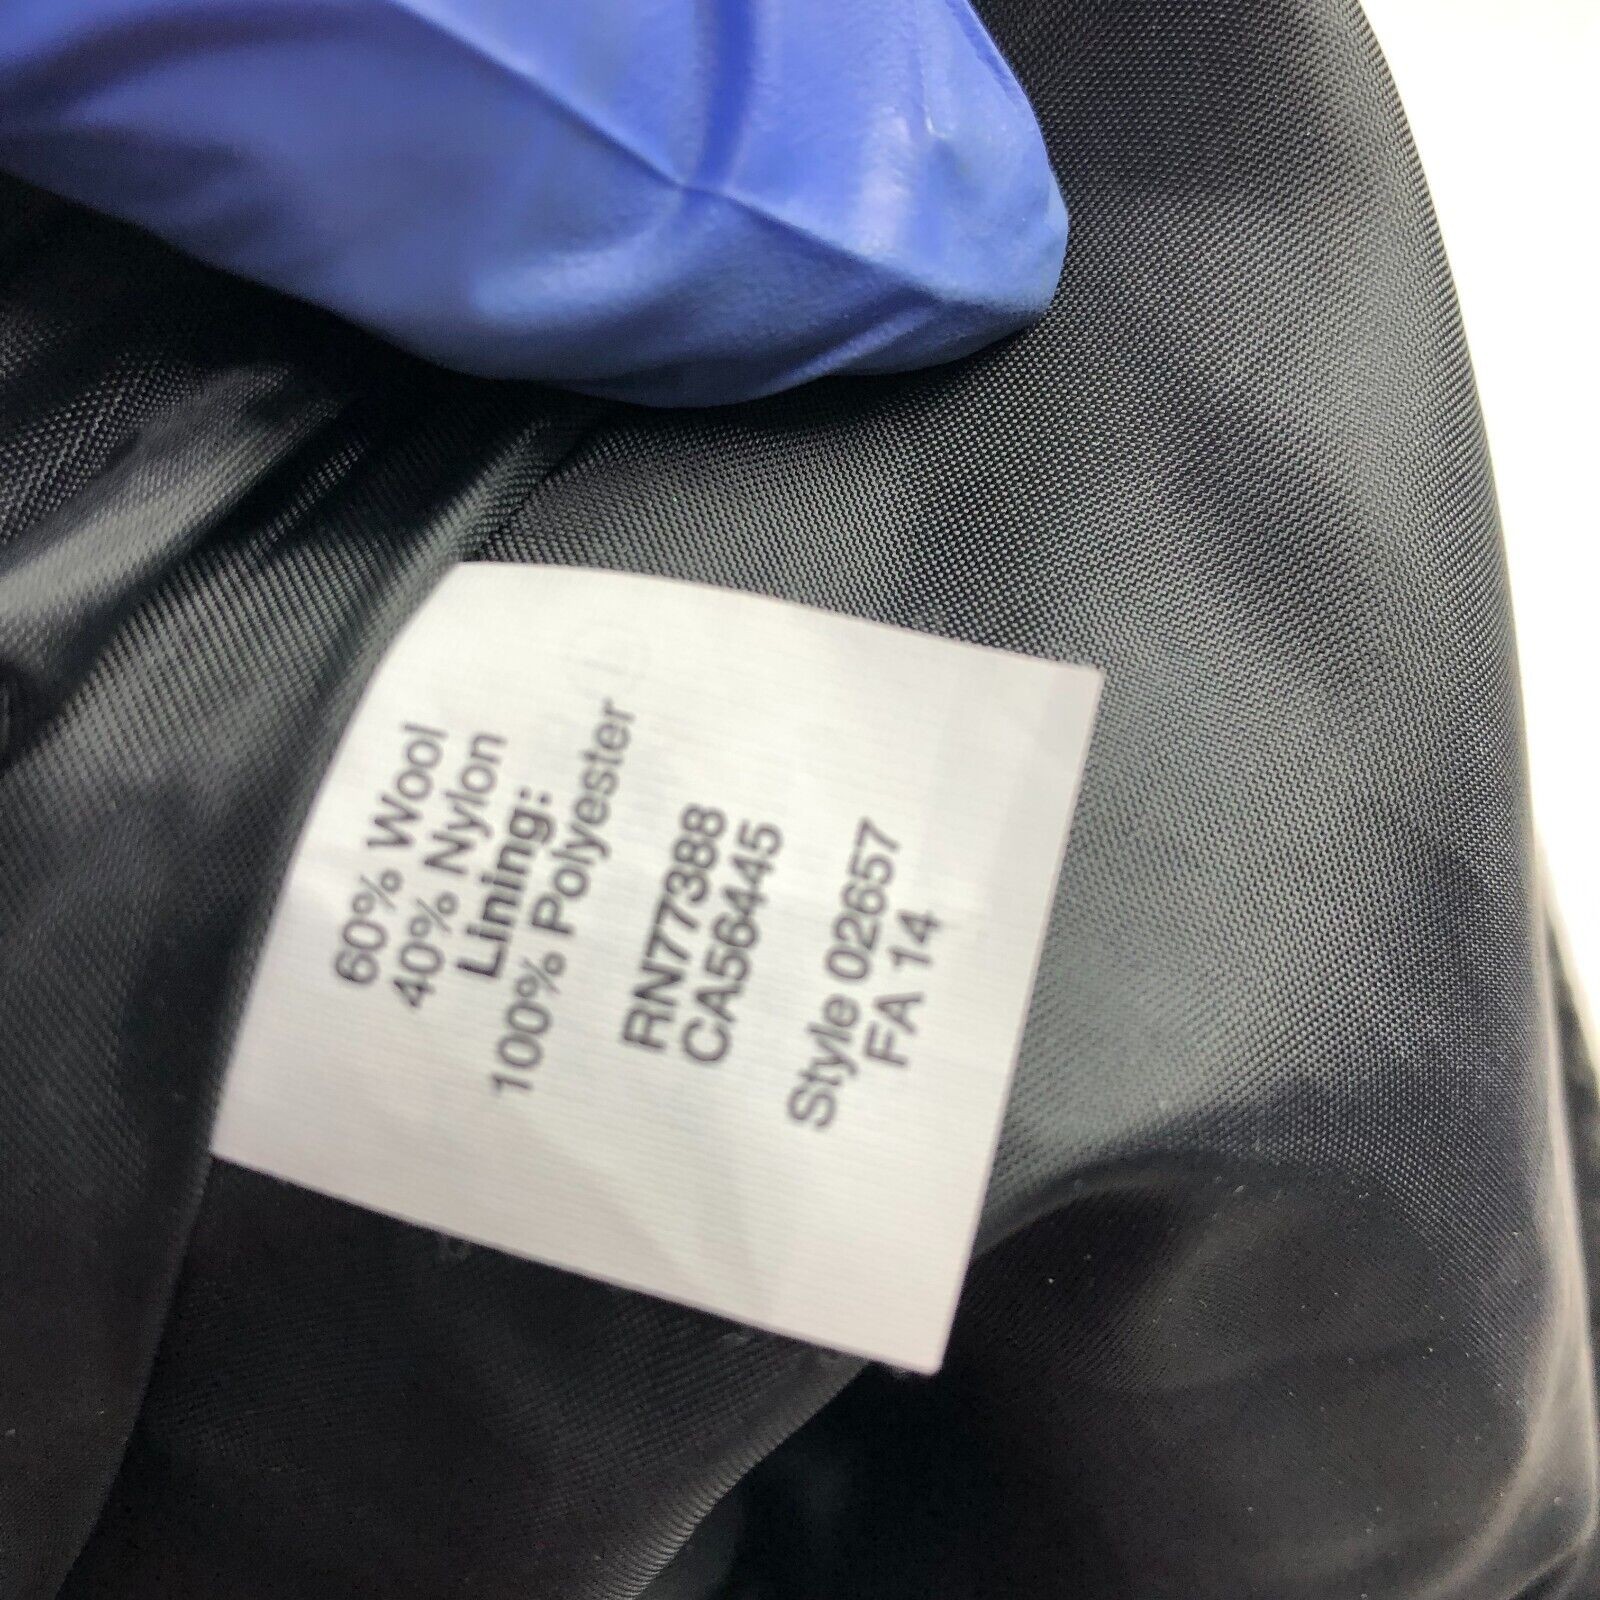 60% Wool
40% Nylon
Lining:
100% Polyester
RN77388
CA56445
Style 02657
FA 14